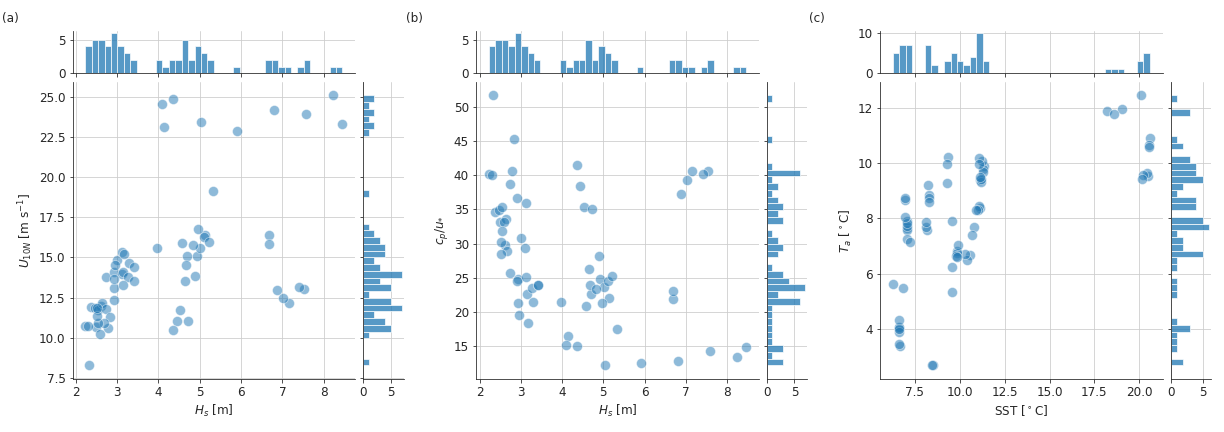 (a)
(b)
(c)
5
0
5
0
10
0
25.0
22.5
20.0
17.5
15.0
12.5
10.0
7.5
U10N [m s⁻¹]
2 3 4 5 6 7 8
0 5
Hs [m]
50
45
40
35
30
25
20
15
cp/u*
2 3 4 5 6 7 8
0 5
Hs [m]
12
10
8
6
4
Ta [°C]
7.5 10.0 12.5 15.0 17.5 20.0
0 5
SST [°C]